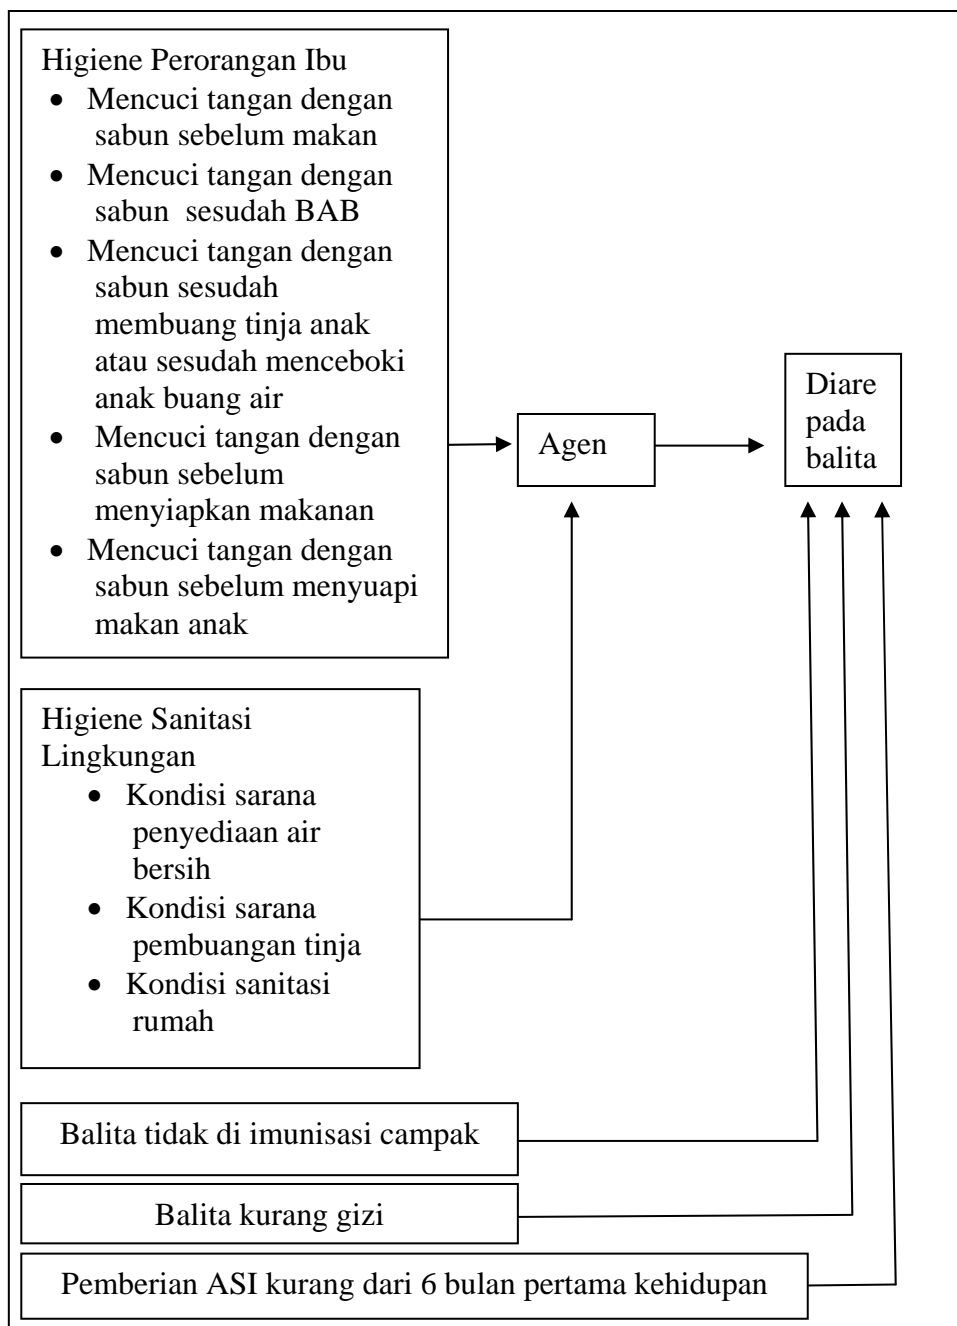 Higiene Perorangan Ibu
• Mencuci tangan dengan
sabun sebelum makan
• Mencuci tangan dengan
sabun sesudah BAB
• Mencuci tangan dengan
sabun sesudah
membuang tinja anak
atau sesudah menceboki
anak buang air
• Mencuci tangan dengan
sabun sebelum
menyiapkan makanan
• Mencuci tangan dengan
sabun sebelum menyuapi
makan anak
Agen
Diare
pada
balita
Higiene Sanitasi
Lingkungan
• Kondisi sarana
penyediaan air
bersih
• Kondisi sarana
pembuangan tinja
• Kondisi sanitasi
rumah
Balita tidak di imunisasi campak
Balita kurang gizi
Pemberian ASI kurang dari 6 bulan pertama kehidupan